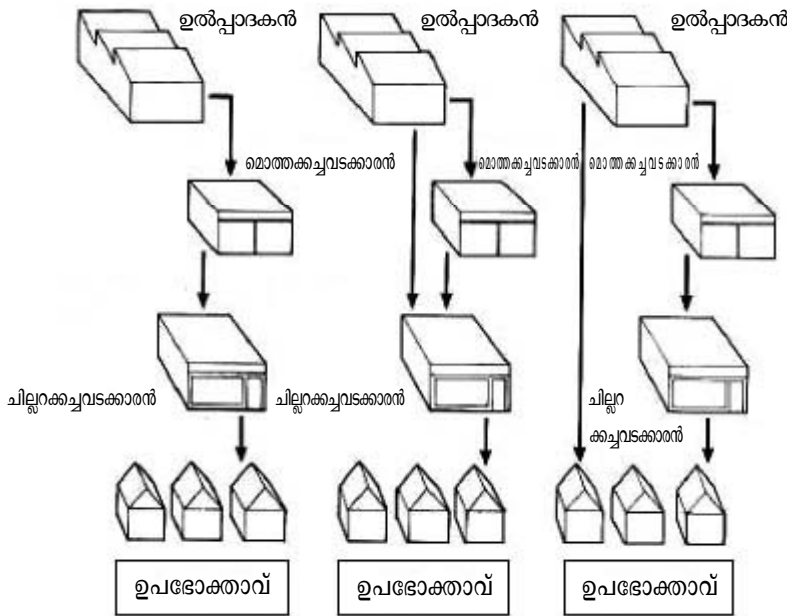 ഉൽപ്പാദകൻ ഉൽപ്പാദകൻ ഉൽപ്പാദകൻ
മൊത്തക്കച്ചവടക്കാരൻ മൊത്തക്കച്ചവടക്കാരൻ മൊത്തക്കച്ചവടക്കാരൻ
ചില്ലറക്കച്ചവടക്കാരൻ ചില്ലറക്കച്ചവടക്കാരൻ ചില്ലറ
ക്കച്ചവടക്കാരൻ
ഉപഭോക്താവ് ഉപഭോക്താവ് ഉപഭോക്താവ്